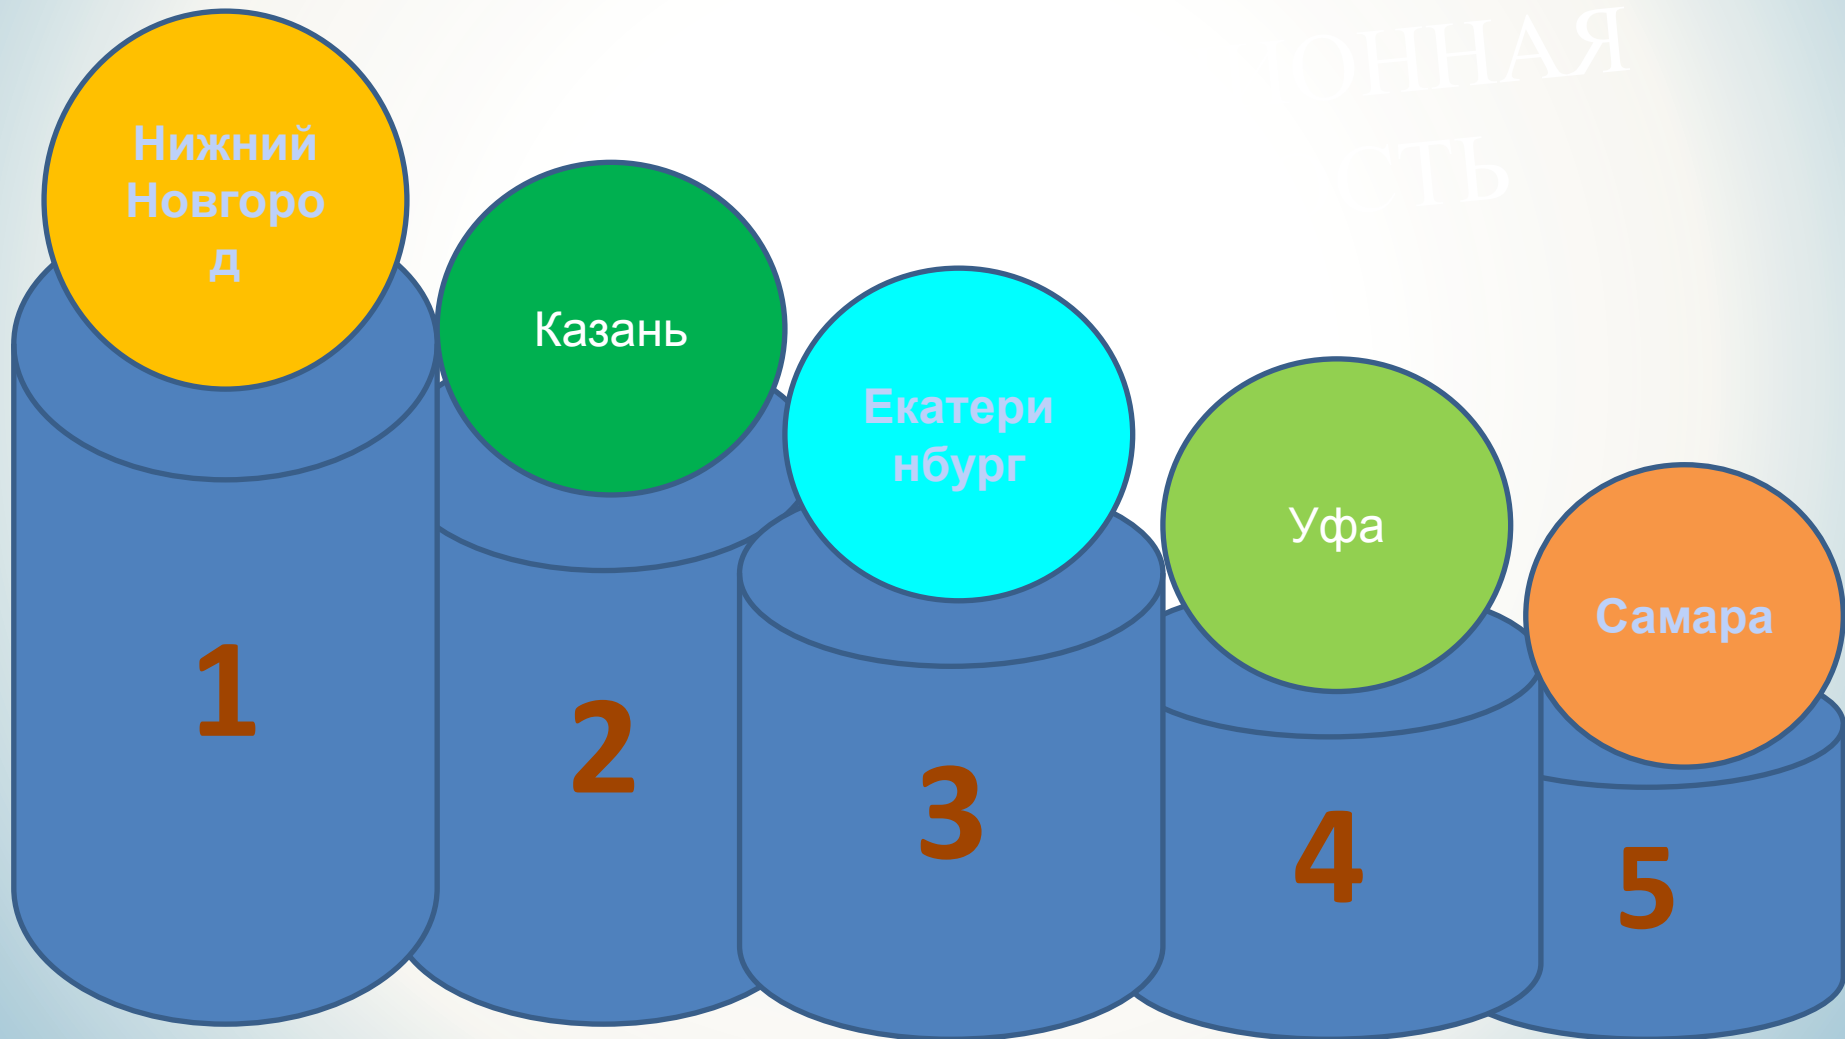 Нижний
Новгоро
д
Казань
Екатери
нбург
Уфа
Самара
1
2
3
4
5